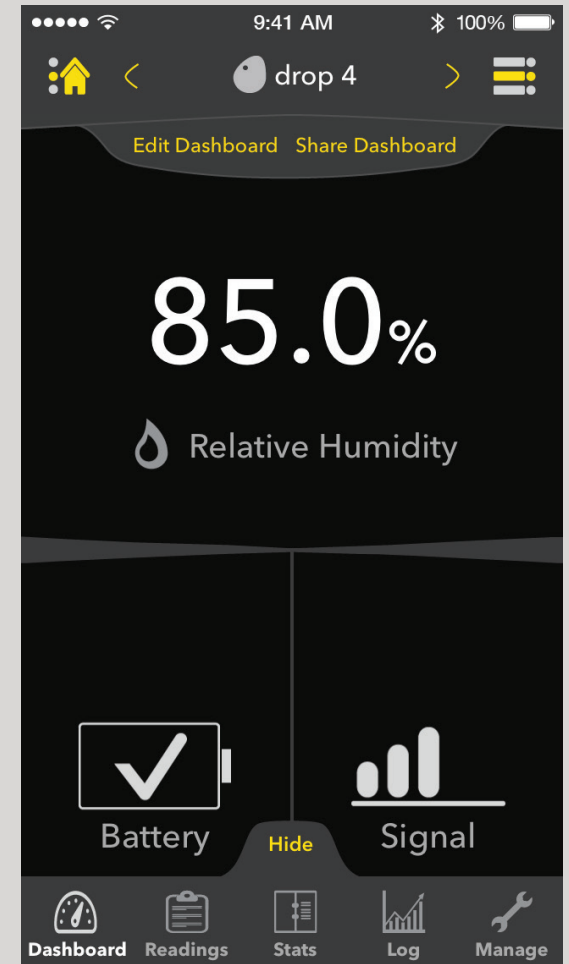 9:41 AM 100%
drop 4
Edit Dashboard Share Dashboard
85.0%
Relative Humidity
Battery Hide Signal
Dashboard Readings Stats Log Manage